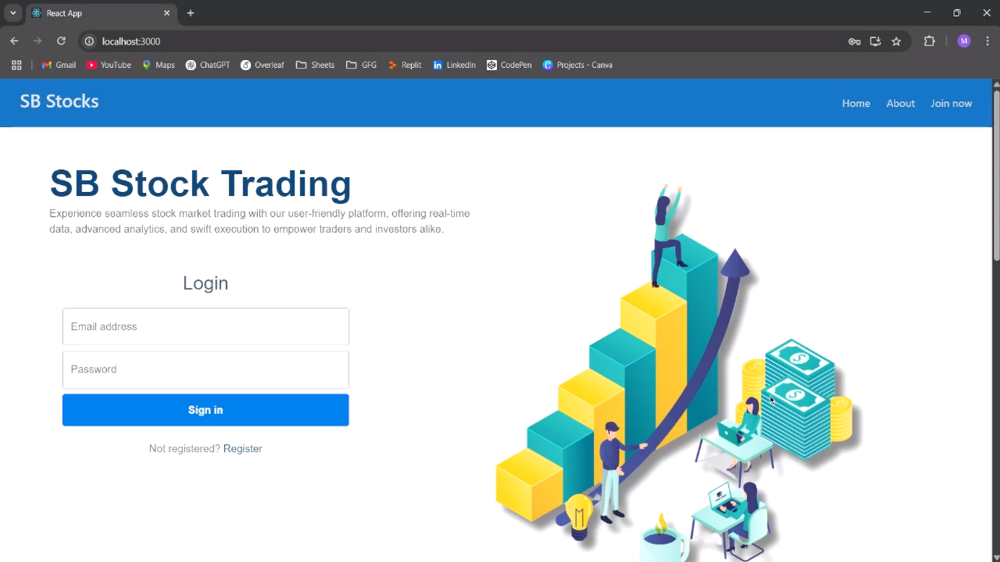 React App
localhost:3000
M
Gmail
YouTube
Maps
ChatGPT
Overleaf
Sheets
GFG
Replit
LinkedIn
CodePen
Projects - Canva
SB Stocks
Home
About
Join now
SB Stock Trading
Experience seamless stock market trading with our user-friendly platform, offering real-time
data, advanced analytics, and swift execution to empower traders and investors alike.
Login
Email address
Password
Sign in
Not registered? Register